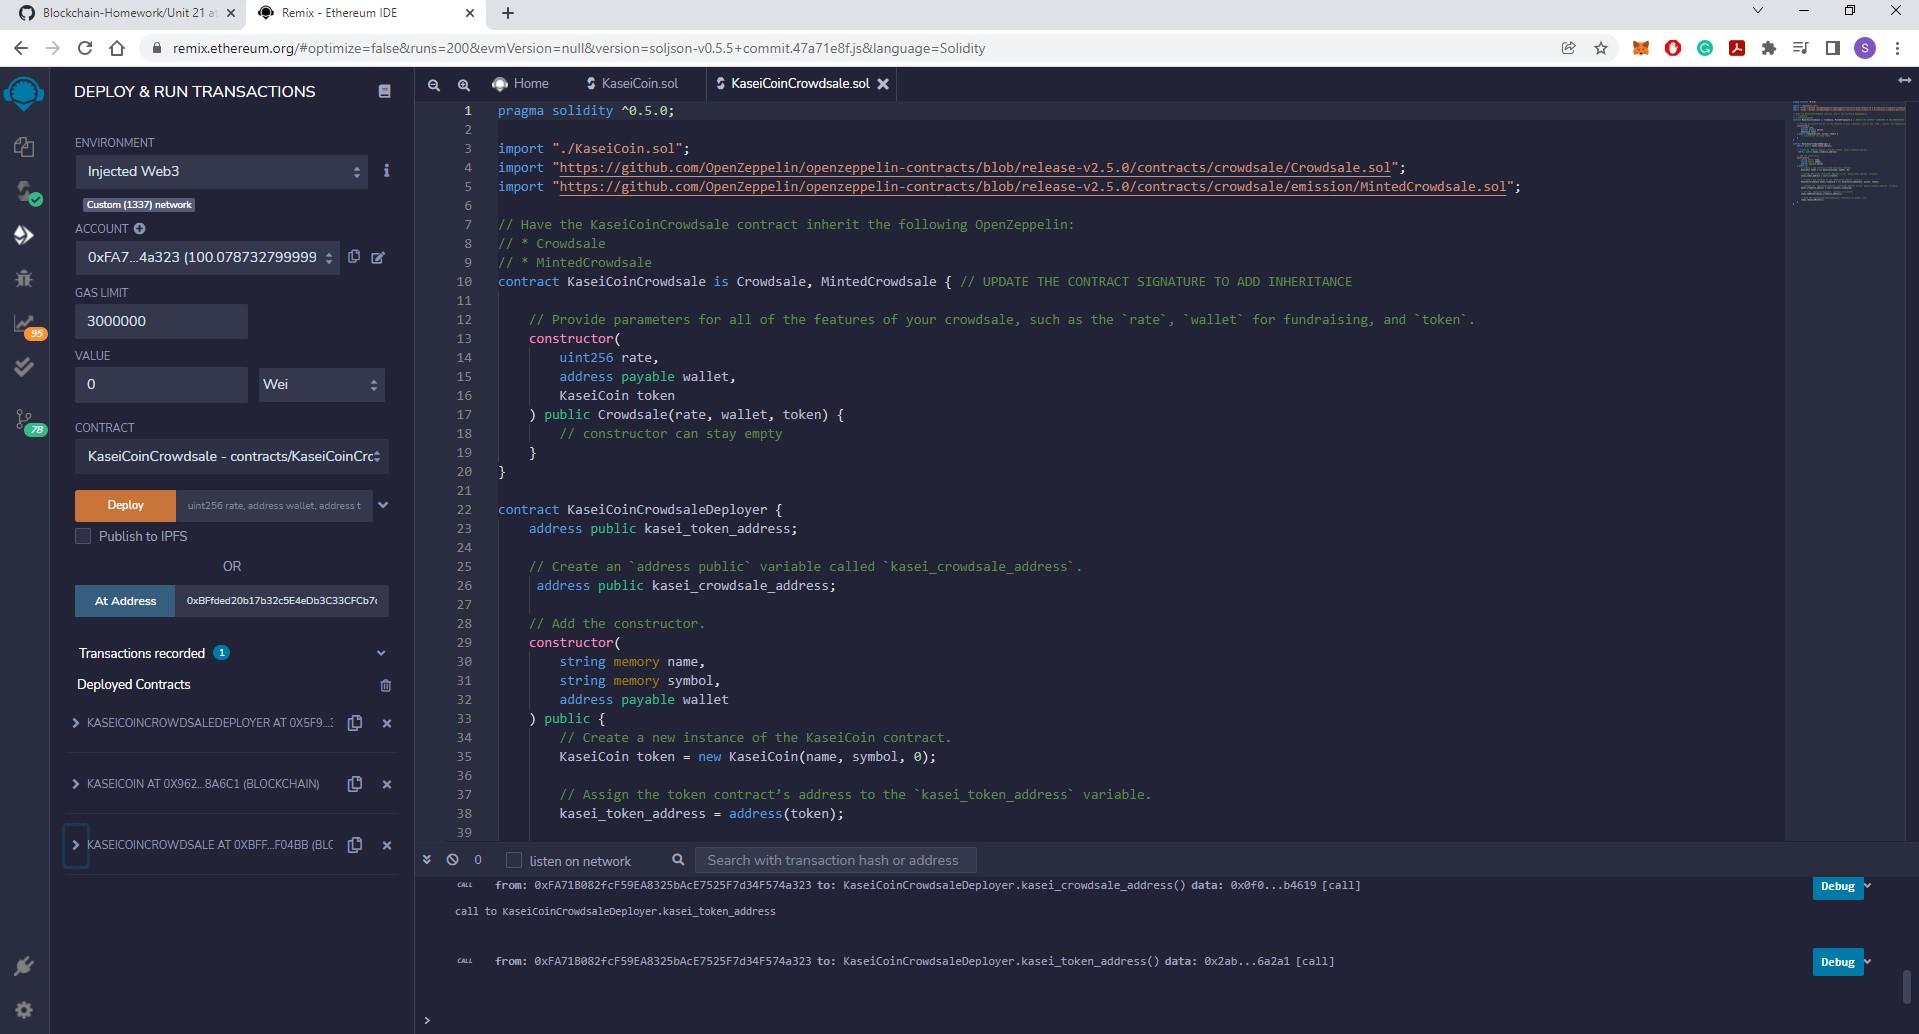 Blockchain-Homework/Unit 21 at
Remix - Ethereum IDE
remix.ethereum.org/#optimize=false&runs=200&evmVersion=null&version=soljson-v0.5.5+commit.47a71e8f.js&language=Solidity
S
DEPLOY & RUN TRANSACTIONS
ENVIRONMENT
Injected Web3
Custom (1337) network
ACCOUNT
0xFA7...4a323 (100.078732799999
GAS LIMIT
3000000
VALUE
0
Wei
CONTRACT
KaseiCoinCrowdsale - contracts/KaseiCoinCrc
Deploy
uint256 rate, address wallet, address t
Publish to IPFS
OR
At Address
0xBFfded20b17b32c5E4eDb3C33CFCb7
Transactions recorded 1
Deployed Contracts
KASEICOINCROWDSALEDEPLOYER AT 0X5F9...
KASEICOIN AT 0X962...8A6C1 (BLOCKCHAIN)
KASEICOINCROWDSALE AT 0XBFF...F04BB (BLC
95
78
Home
KaseiCoin.sol
KaseiCoinCrowdsale.sol
1 pragma solidity ^0.5.0;
2
3 import "./KaseiCoin.sol";
4 import "https://github.com/OpenZeppelin/openzeppelin-contracts/blob/release-v2.5.0/contracts/crowdsale/Crowdsale.sol";
5 import "https://github.com/OpenZeppelin/openzeppelin-contracts/blob/release-v2.5.0/contracts/crowdsale/emission/MintedCrowdsale.sol";
6
7 // Have the KaseiCoinCrowdsale contract inherit the following OpenZeppelin:
8 // * Crowdsale
9 // * MintedCrowdsale
10 contract KaseiCoinCrowdsale is Crowdsale, MintedCrowdsale { // UPDATE THE CONTRACT SIGNATURE TO ADD INHERITANCE
11
12 // Provide parameters for all of the features of your crowdsale, such as the `rate`, `wallet` for fundraising, and `token`.
13 constructor(
14 uint256 rate,
15 address payable wallet,
16 KaseiCoin token
17 ) public Crowdsale(rate, wallet, token) {
18 // constructor can stay empty
19 }
20 }
21
22 contract KaseiCoinCrowdsaleDeployer {
23 address public kasei_token_address;
24
25 // Create an `address public` variable called `kasei_crowdsale_address`.
26 address public kasei_crowdsale_address;
27
28 // Add the constructor.
29 constructor(
30 string memory name,
31 string memory symbol,
32 address payable wallet
33 ) public {
34 // Create a new instance of the KaseiCoin contract.
35 KaseiCoin token = new KaseiCoin(name, symbol, 0);
36
37 // Assign the token contract’s address to the `kasei_token_address` variable.
38 kasei_token_address = address(token);
39
0
listen on network
Search with transaction hash or address
CALL from: 0xFA71B082fcF59EA8325bAcE7525F7d34F574a323 to: KaseiCoinCrowdsaleDeployer.kasei_crowdsale_address() data: 0x0f0...b4619 [call]
Debug
call to KaseiCoinCrowdsaleDeployer.kasei_token_address
CALL from: 0xFA71B082fcF59EA8325bAcE7525F7d34F574a323 to: KaseiCoinCrowdsaleDeployer.kasei_token_address() data: 0x2ab...6a2a1 [call]
Debug
>